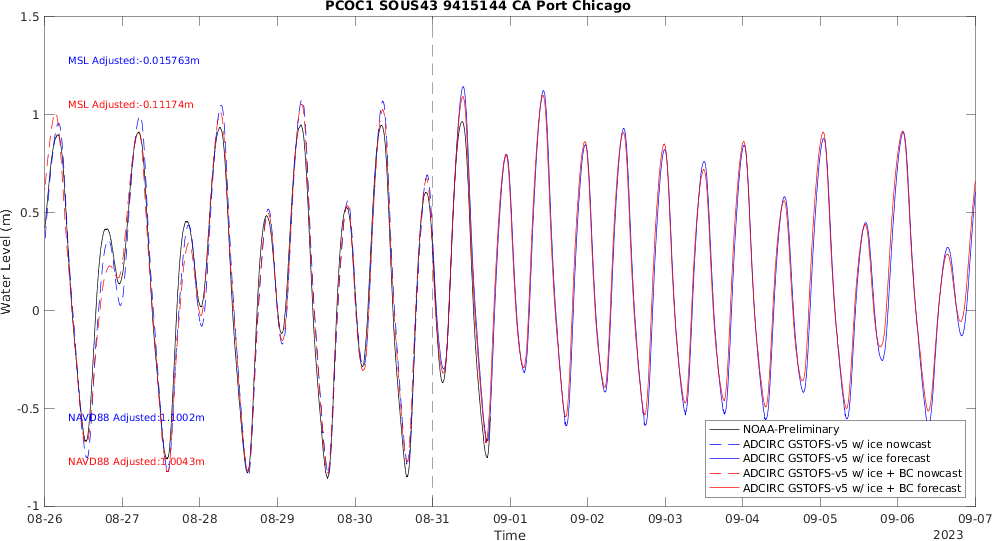 PCOC1 SOUS43 9415144 CA Port Chicago
1.5
MSL Adjusted:-0.015763m
MSL Adjusted:-0.11174m
1
0.5
Water Level (m)
0
-0.5
NAVD88 Adjusted:1.1002m
NAVD88 Adjusted:1.0043m
-1
NOAA-Preliminary
ADCIRC GSTOFS-v5 w/ ice nowcast
ADCIRC GSTOFS-v5 w/ ice forecast
ADCIRC GSTOFS-v5 w/ ice + BC nowcast
ADCIRC GSTOFS-v5 w/ ice + BC forecast
08-26 08-27 08-28 08-29 08-30 08-31 09-01 09-02 09-03 09-04 09-05 09-06 09-07
Time
2023